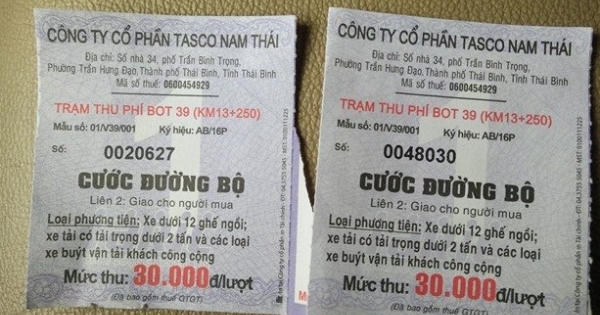 CÔNG TY CỔ PHẦN TASCO NAM THÁI
Địa chỉ: Số nhà 34, phố Trần Bình Trọng,
Phường Trần Hưng Đạo, Thành phố Thái Bình, Tỉnh Thái Bình
Mã số thuế: 0600454929
TRẠM THU PHÍ BOT 39 (KM13+250)
Mẫu số: 01/V39/001 Ký hiệu: AB/16P
Số: 0020627
CƯỚC ĐƯỜNG BỘ
Liên 2: Giao cho người mua
Loại phương tiện: Xe dưới 12 ghế ngồi;
xe tải có tải trọng dưới 2 tấn và các loại
xe buýt vận tải khách công cộng
Mức thu: 30.000đ/lượt
(Đã bao gồm thuế GTGT)
CÔNG TY CỔ PHẦN TASCO NAM THÁI
Địa chỉ: Số nhà 34, phố Trần Bình Trọng,
Phường Trần Hưng Đạo, Thành phố Thái Bình, Tỉnh Thái Bình
Mã số thuế: 0600454929
TRẠM THU PHÍ BOT 39 (KM13+250)
Mẫu số: 01/V39/001 Ký hiệu: AB/16P
Số: 0048030
CƯỚC ĐƯỜNG BỘ
Liên 2: Giao cho người mua
Loại phương tiện: Xe dưới 12 ghế ngồi;
xe tải có tải trọng dưới 2 tấn và các loại
xe buýt vận tải khách công cộng
Mức thu: 30.000đ/lượt
(Đã bao gồm thuế GTGT)